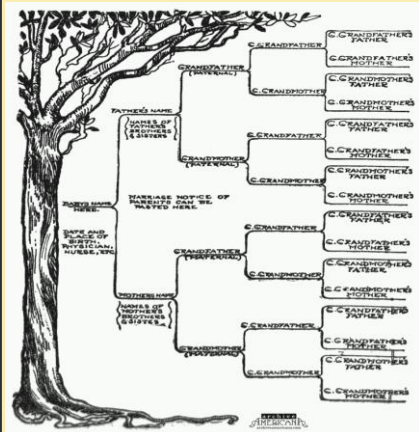 G.GRANDFATHER
G.GRANDFATHER'S
FATHER
G.GRANDFATHER'S
MOTHER
GRANDFATHER
(PATERNAL)
G.GRANDMOTHER
G.GRANDMOTHER'S
FATHER
G.GRANDMOTHER'S
MOTHER
FATHER'S NAME
NAMES OF
FATHER'S
BROTHERS
& SISTERS
GRANDMOTHER
G.GRANDFATHER
G.GRANDFATHER'S
FATHER
G.GRANDFATHER'S
MOTHER
G.GRANDMOTHER
G.GRANDMOTHER'S
FATHER
G.GRANDMOTHER'S
MOTHER
BABY'S NAME
HERE.
DATE AND
PLACE OF
BIRTH,
PHYSICIAN,
NURSE, ETC.
MARRIAGE NOTICE OF
PARENTS CAN BE
PASTED HERE
GRANDFATHER
(MATERNAL)
G.GRANDFATHER
G.GRANDFATHER'S
FATHER
G.GRANDFATHER'S
MOTHER
G.GRANDMOTHER
G.GRANDMOTHER'S
FATHER
G.GRANDMOTHER'S
MOTHER
MOTHER'S NAME
NAMES OF
MOTHER'S
BROTHERS
& SISTERS
GRANDMOTHER
(MATERNAL)
G.GRANDFATHER
G.GRANDFATHER'S
FATHER
G.GRANDFATHER'S
MOTHER
G.GRANDMOTHER
G.GRANDMOTHER'S
FATHER
G.GRANDMOTHER'S
MOTHER
archive
AMERICANA